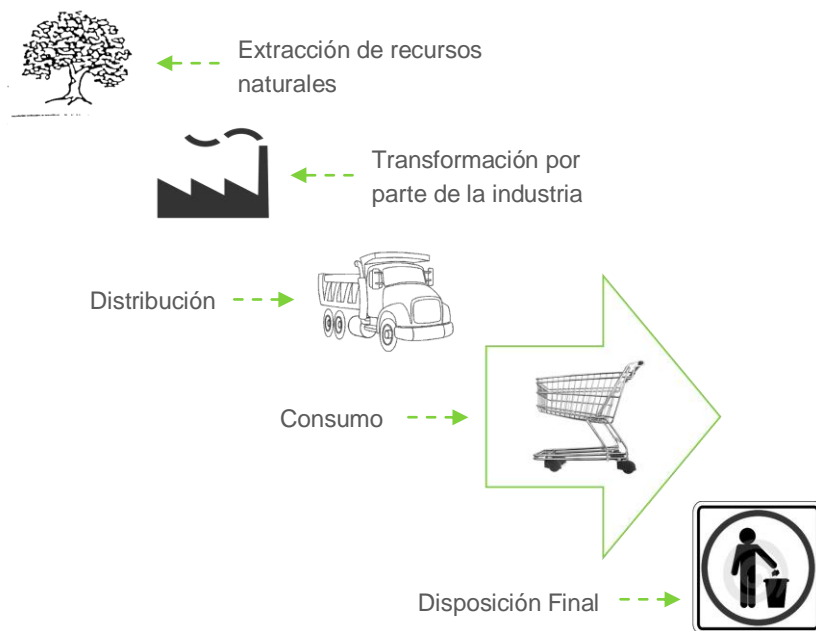 Extracción de recursos
naturales
Transformación por
parte de la industria
Distribución
Consumo
Disposición Final